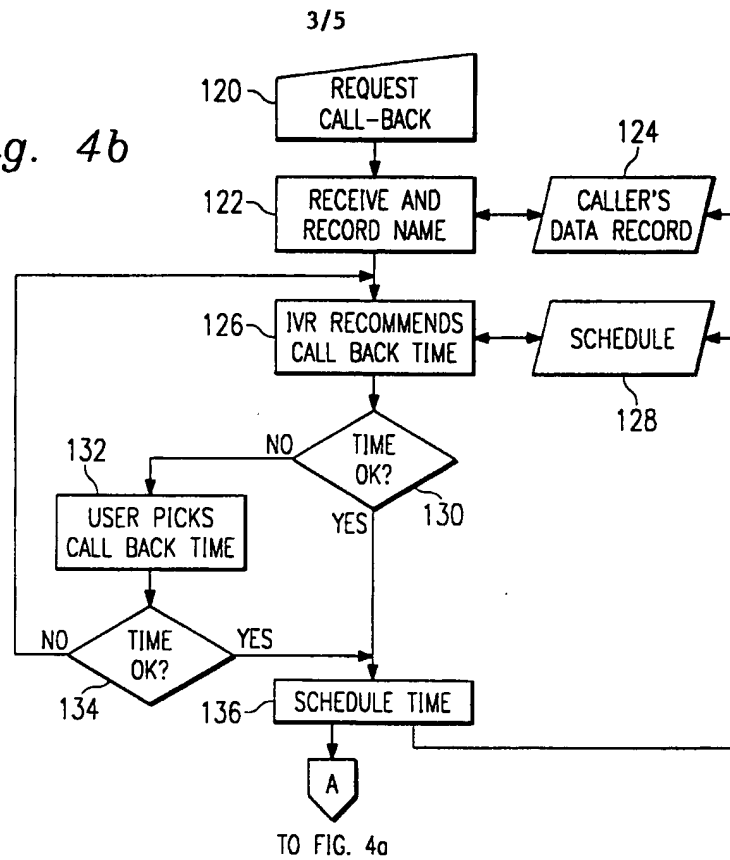 3/5
g. 4b
120
REQUEST
CALL-BACK
124
122
RECEIVE AND
RECORD NAME
CALLER'S
DATA RECORD
126
IVR RECOMMENDS
CALL BACK TIME
SCHEDULE
128
NO
TIME
OK?
130
YES
132
USER PICKS
CALL BACK TIME
NO
TIME
OK?
YES
134
136
SCHEDULE TIME
A
TO FIG. 4a